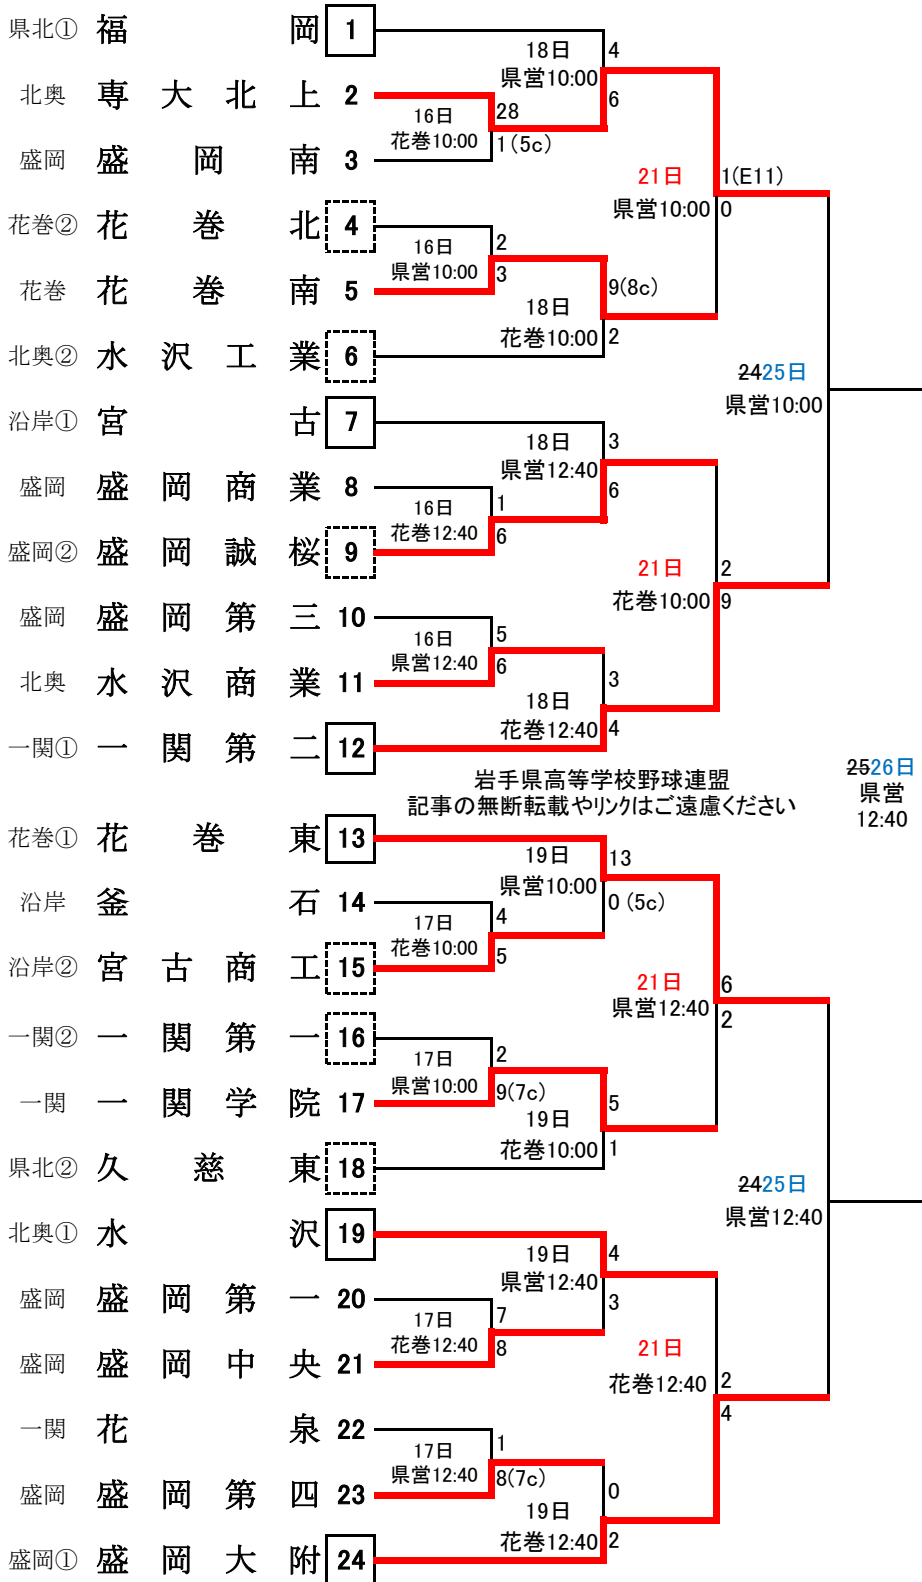 県北① 福岡 1
北奥 専大北上 2
盛岡 盛岡南 3
花巻② 花巻北 4
花巻 花巻南 5
北奥② 水沢工業 6
沿岸① 宮古 7
盛岡 盛岡商業 8
盛岡② 盛岡誠桜 9
盛岡 盛岡第三 10
北奥 水沢商業 11
一関① 一関第二 12
16日
花巻10:00
28
1(5c)
18日
県営10:00
4
6
16日
県営10:00
2
3
18日
花巻10:00
9(8c)
2
21日
県営10:00
1(E11)
0
16日
花巻12:40
1
6
18日
県営12:40
3
6
16日
県営12:40
5
6
18日
花巻12:40
3
4
21日
花巻10:00
2
9
2425日
県営10:00
岩手県高等学校野球連盟
記事の無断転載やリンクはご遠慮ください
2526日
県営
12:40
花巻① 花巻東 13
沿岸 釜石 14
沿岸② 宮古商工 15
一関② 一関第一 16
一関 一関学院 17
県北② 久慈東 18
北奥① 水沢 19
盛岡 盛岡第一 20
盛岡 盛岡中央 21
一関 花泉 22
盛岡 盛岡第四 23
盛岡① 盛岡大附 24
17日
花巻10:00
4
5
19日
県営10:00
13
0(5c)
17日
県営10:00
2
9(7c)
19日
花巻10:00
5
1
21日
県営12:40
6
2
17日
花巻12:40
7
8
19日
県営12:40
4
3
17日
県営12:40
1
8(7c)
19日
花巻12:40
0
2
21日
花巻12:40
2
4
2425日
県営12:40